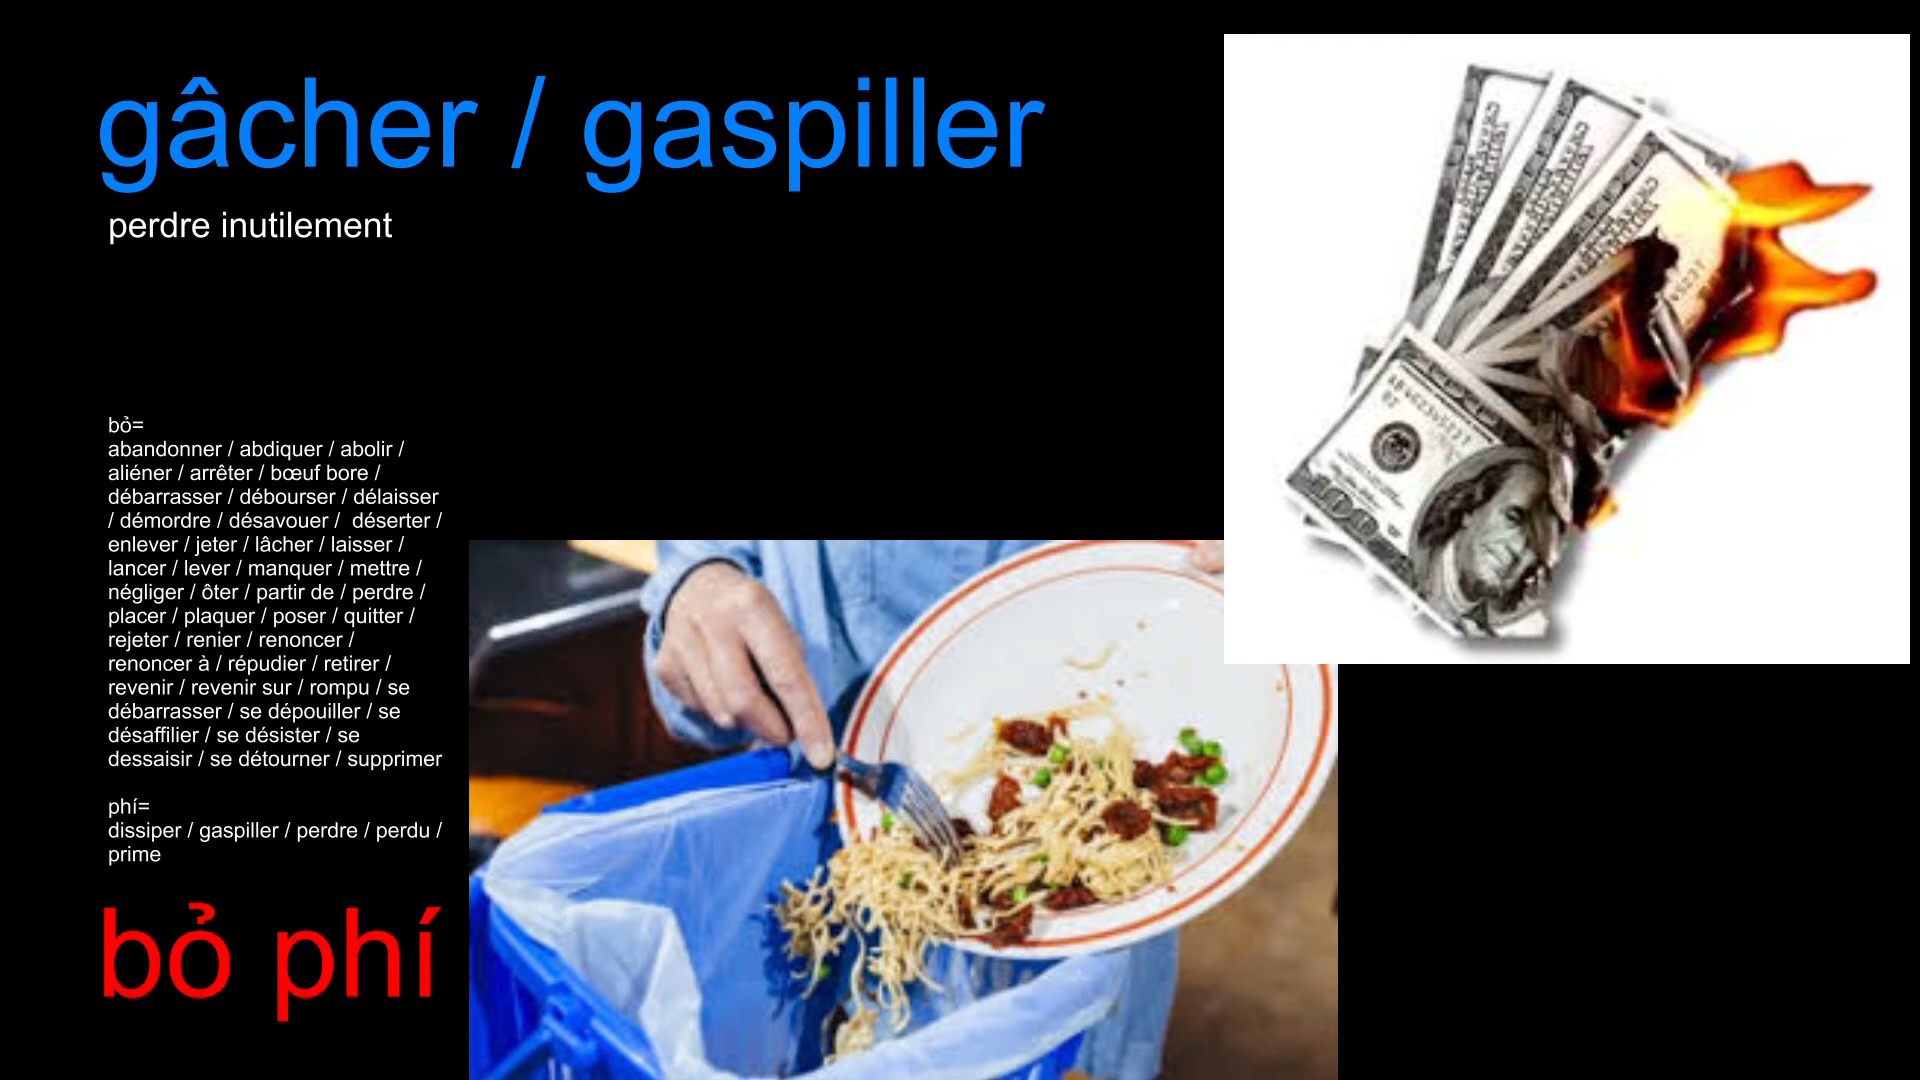 gâcher / gaspiller
perdre inutilement
bỏ=
abandonner / abdiquer / abolir /
aliéner / arrêter / bœuf bore /
débarrasser / débourser / délaisser
/ démordre / désavouer /  déserter /
enlever / jeter / lâcher / laisser /
lancer / lever / manquer / mettre /
négliger / ôter / partir de / perdre /
placer / plaquer / poser / quitter /
rejeter / renier / renoncer /
renoncer à / répudier / retirer /
revenir / revenir sur / rompu / se
débarrasser / se dépouiller / se
désaffilier / se désister / se
dessaisir / se détourner / supprimer
phí=
dissiper / gaspiller / perdre / perdu /
prime
bỏ phí
100